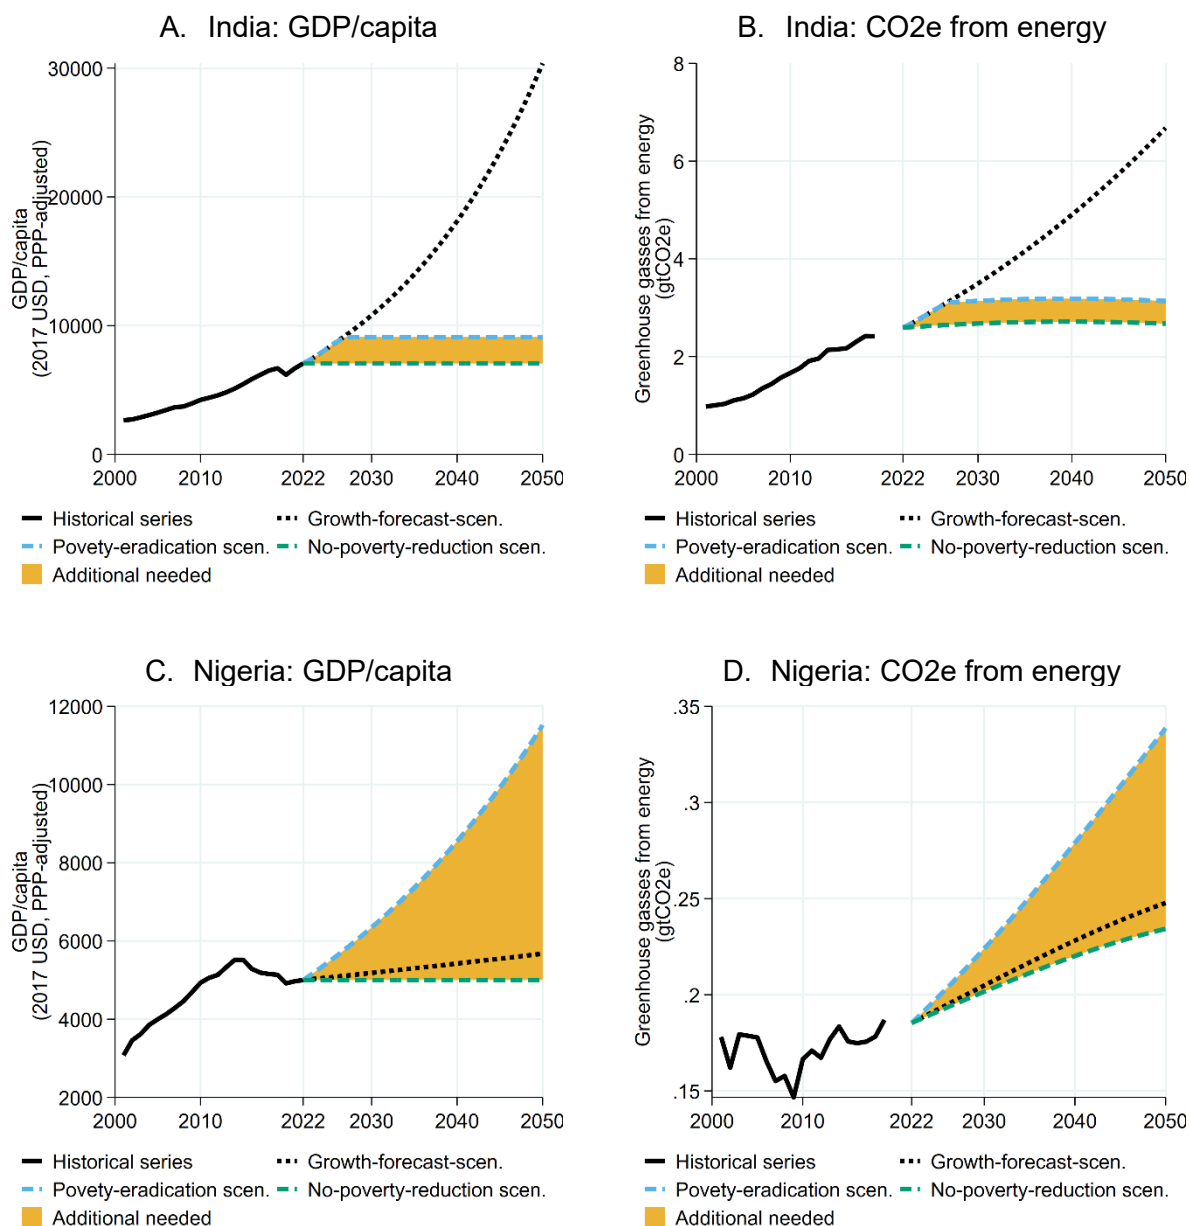 A. India: GDP/capita
GDP/capita
(2017 USD, PPP-adjusted)
30000
20000
10000
0
2000 2010 2022 2030 2040 2050
Historical series Growth-forecast-scen.
Povety-eradication scen. No-poverty-reduction scen.
Additional needed
B. India: CO2e from energy
Greenhouse gasses from energy
(gtCO2e)
8
6
4
2
0
2000 2010 2022 2030 2040 2050
Historical series Growth-forecast-scen.
Povety-eradication scen. No-poverty-reduction scen.
Additional needed
C. Nigeria: GDP/capita
GDP/capita
(2017 USD, PPP-adjusted)
12000
10000
8000
6000
4000
2000
2000 2010 2022 2030 2040 2050
Historical series Growth-forecast-scen.
Povety-eradication scen. No-poverty-reduction scen.
Additional needed
D. Nigeria: CO2e from energy
Greenhouse gasses from energy
(gtCO2e)
.35
.3
.25
.2
.15
2000 2010 2022 2030 2040 2050
Historical series Growth-forecast-scen.
Povety-eradication scen. No-poverty-reduction scen.
Additional needed